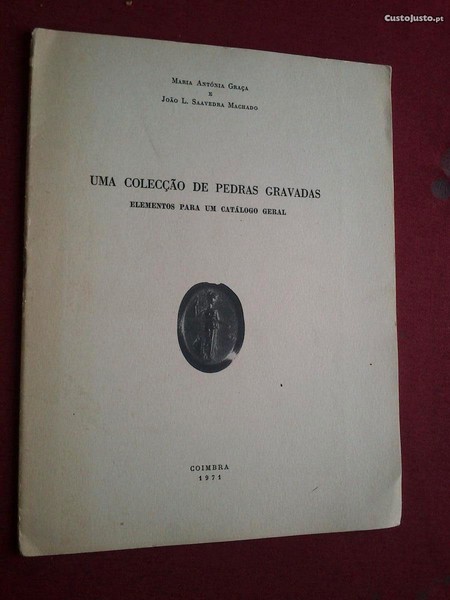 CustoJusto.pt
MARIA ANTÓNIA GRAÇA
E
JOÃO L. SAAVEDRA MACHADO
UMA COLECÇÃO DE PEDRAS GRAVADAS
ELEMENTOS PARA UM CATÁLOGO GERAL
COIMBRA
1971